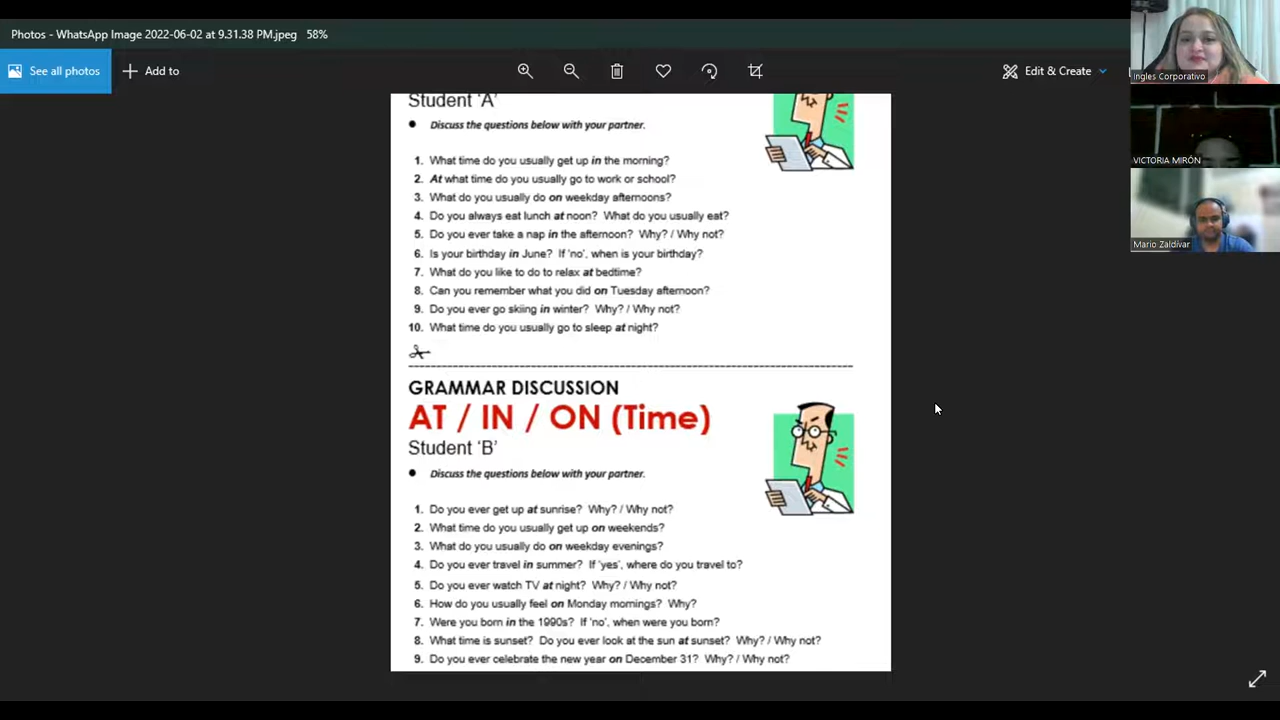 Photos - WhatsApp Image 2022-06-02 at 9.31.38 PM.jpeg 58%
See all photos
Add to
Edit & Create
Ingles Corporativo
VICTORIA MIRÓN
Mario Zaldívar
Student 'A'
Discuss the questions below with your partner.
1. What time do you usually get up in the morning?
2. At what time do you usually go to work or school?
3. What do you usually do on weekday afternoons?
4. Do you always eat lunch at noon? What do you usually eat?
5. Do you ever take a nap in the afternoon? Why? / Why not?
6. Is your birthday in June? If 'no', when is your birthday?
7. What do you like to do to relax at bedtime?
8. Can you remember what you did on Tuesday afternoon?
9. Do you ever go skiing in winter? Why? / Why not?
10. What time do you usually go to sleep at night?
GRAMMAR DISCUSSION
AT / IN / ON (Time)
Student 'B'
Discuss the questions below with your partner.
1. Do you ever get up at sunrise? Why? / Why not?
2. What time do you usually get up on weekends?
3. What do you usually do on weekday evenings?
4. Do you ever travel in summer? If 'yes', where do you travel to?
5. Do you ever watch TV at night? Why? / Why not?
6. How do you usually feel on Monday mornings? Why?
7. Were you born in the 1990s? If 'no', when were you born?
8. What time is sunset? Do you ever look at the sun at sunset? Why? / Why not?
9. Do you ever celebrate the new year on December 31? Why? / Why not?